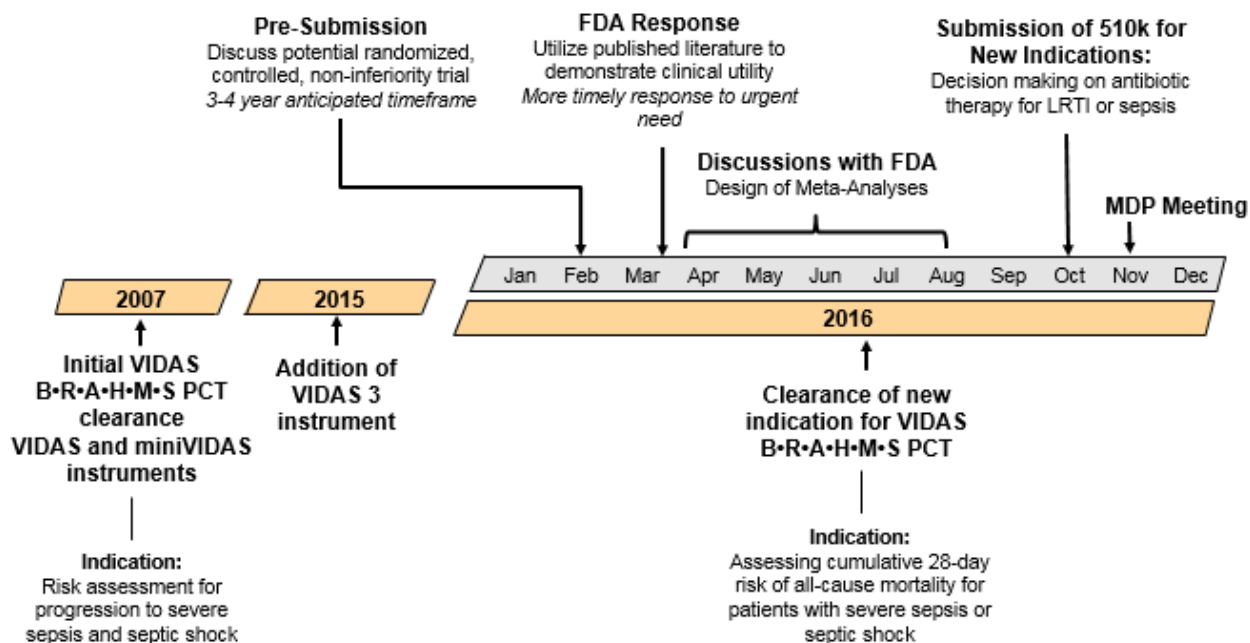 Pre-Submission
Discuss potential randomized,
controlled, non-inferiority trial
3-4 year anticipated timeframe
FDA Response
Utilize published literature to
demonstrate clinical utility
More timely response to urgent
need
Submission of 510k for
New Indications:
Decision making on antibiotic
therapy for LRTI or sepsis
Discussions with FDA
Design of Meta-Analyses
MDP Meeting
Jan Feb Mar Apr May Jun Jul Aug Sep Oct Nov Dec
2007
2015
2016
Initial VIDAS
B•R•A•H•M•S PCT
clearance
VIDAS and miniVIDAS
instruments
Addition of
VIDAS 3
instrument
Clearance of new
indication for VIDAS
B•R•A•H•M•S PCT
Indication:
Risk assessment for
progression to severe
sepsis and septic shock
Indication:
Assessing cumulative 28-day
risk of all-cause mortality for
patients with severe sepsis or
septic shock